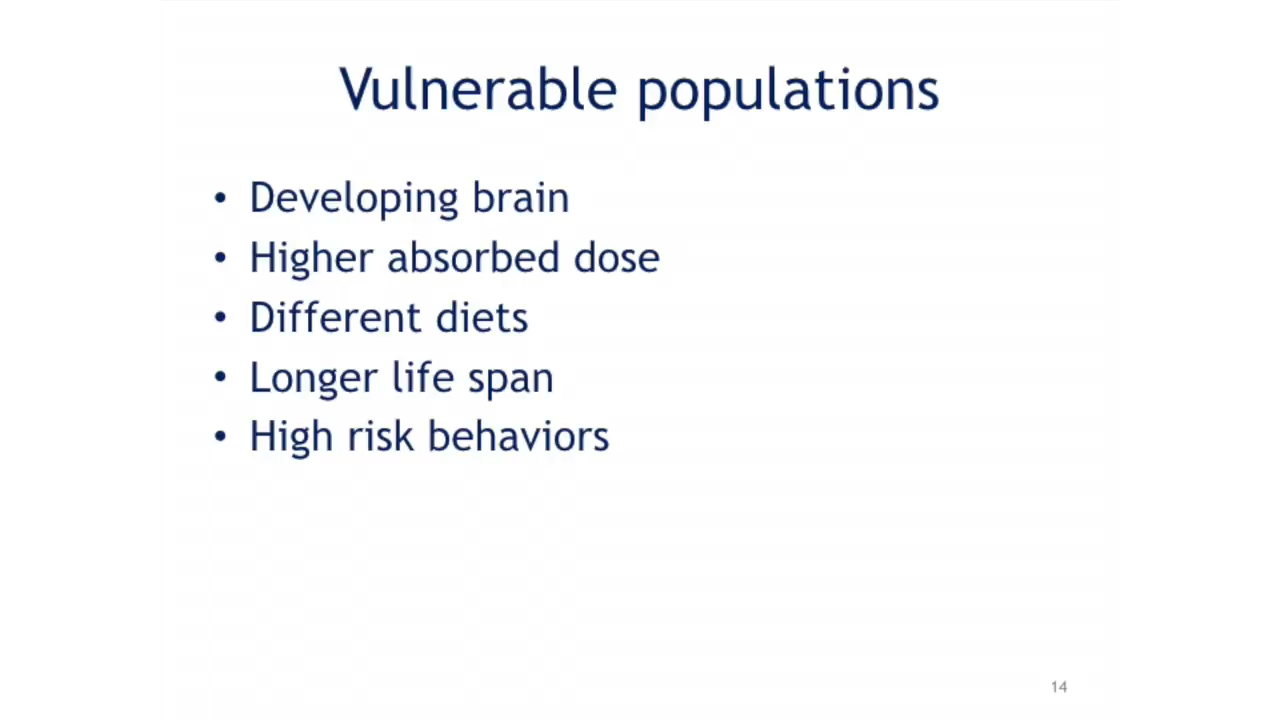 Vulnerable populations
• Developing brain
• Higher absorbed dose
• Different diets
• Longer life span
• High risk behaviors
14